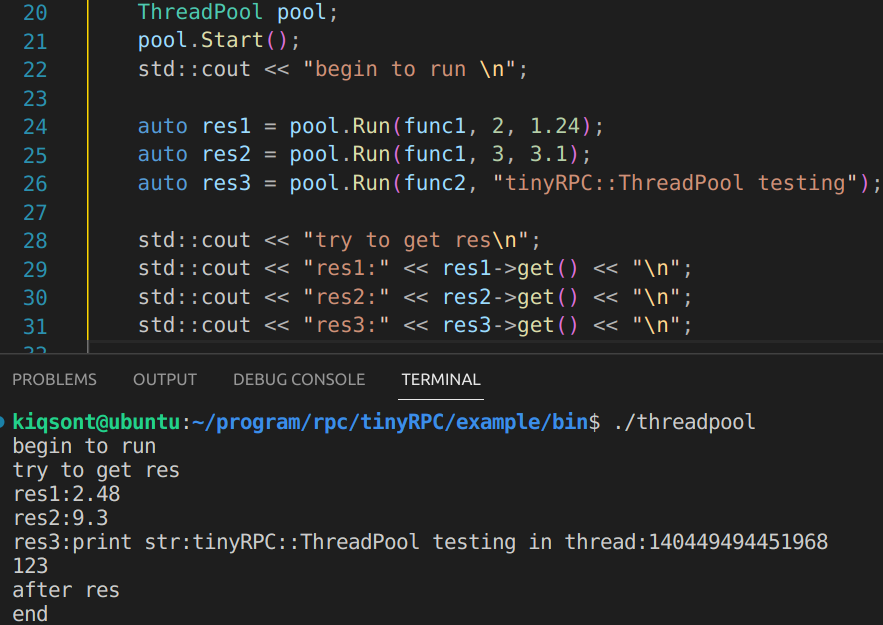 20 ThreadPool pool;
21 pool.Start();
22 std::cout << "begin to run \n";
23
24 auto res1 = pool.Run(func1, 2, 1.24);
25 auto res2 = pool.Run(func1, 3, 3.1);
26 auto res3 = pool.Run(func2, "tinyRPC::ThreadPool testing");
27
28 std::cout << "try to get res\n";
29 std::cout << "res1:" << res1->get() << "\n";
30 std::cout << "res2:" << res2->get() << "\n";
31 std::cout << "res3:" << res3->get() << "\n";
32
PROBLEMS OUTPUT DEBUG CONSOLE TERMINAL
kiqsont@ubuntu:~/program/rpc/tinyRPC/example/bin$ ./threadpool
begin to run
try to get res
res1:2.48
res2:9.3
res3:print str:tinyRPC::ThreadPool testing in thread:140449494451968
123
after res
end